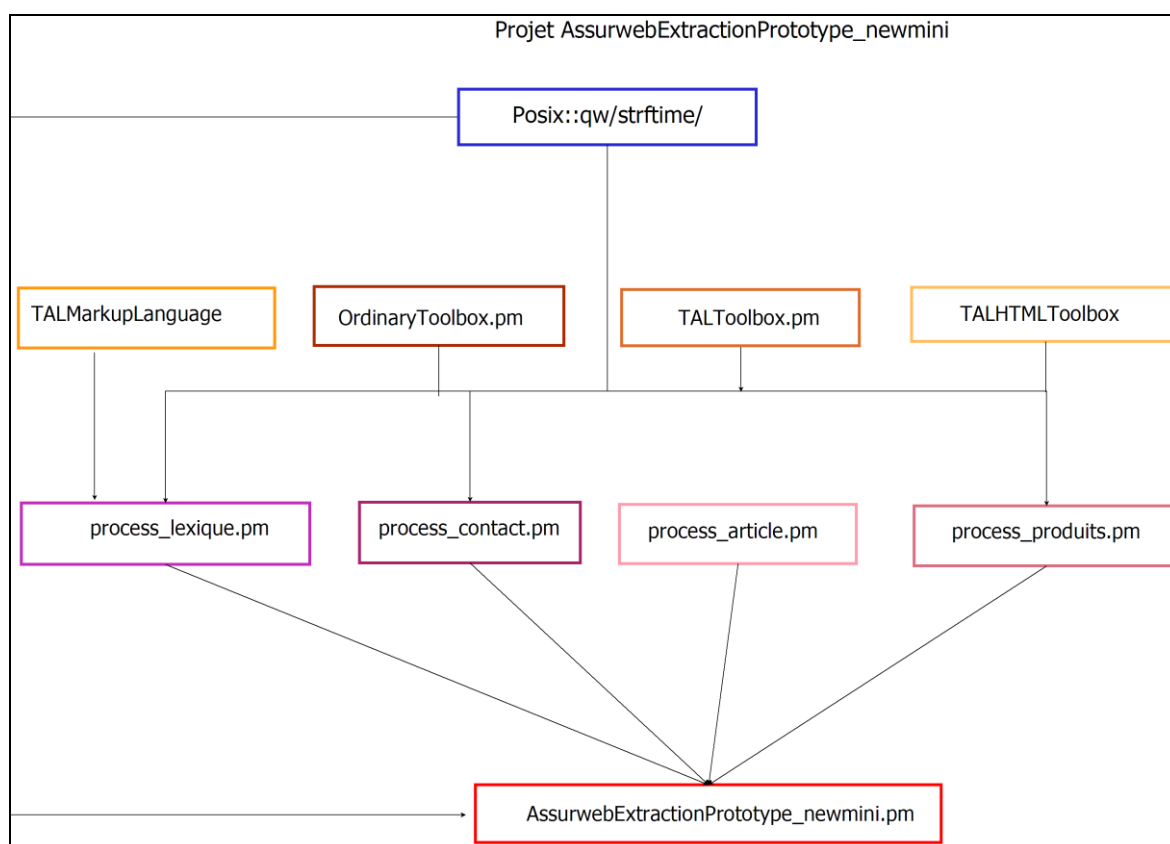 Projet AssurwebExtractionPrototype_newmini
Posix::qw/strftime/
TALMarkupLanguage
OrdinaryToolbox.pm
TALToolbox.pm
TALHTMLToolbox
process_lexique.pm
process_contact.pm
process_article.pm
process_produits.pm
AssurwebExtractionPrototype_newmini.pm